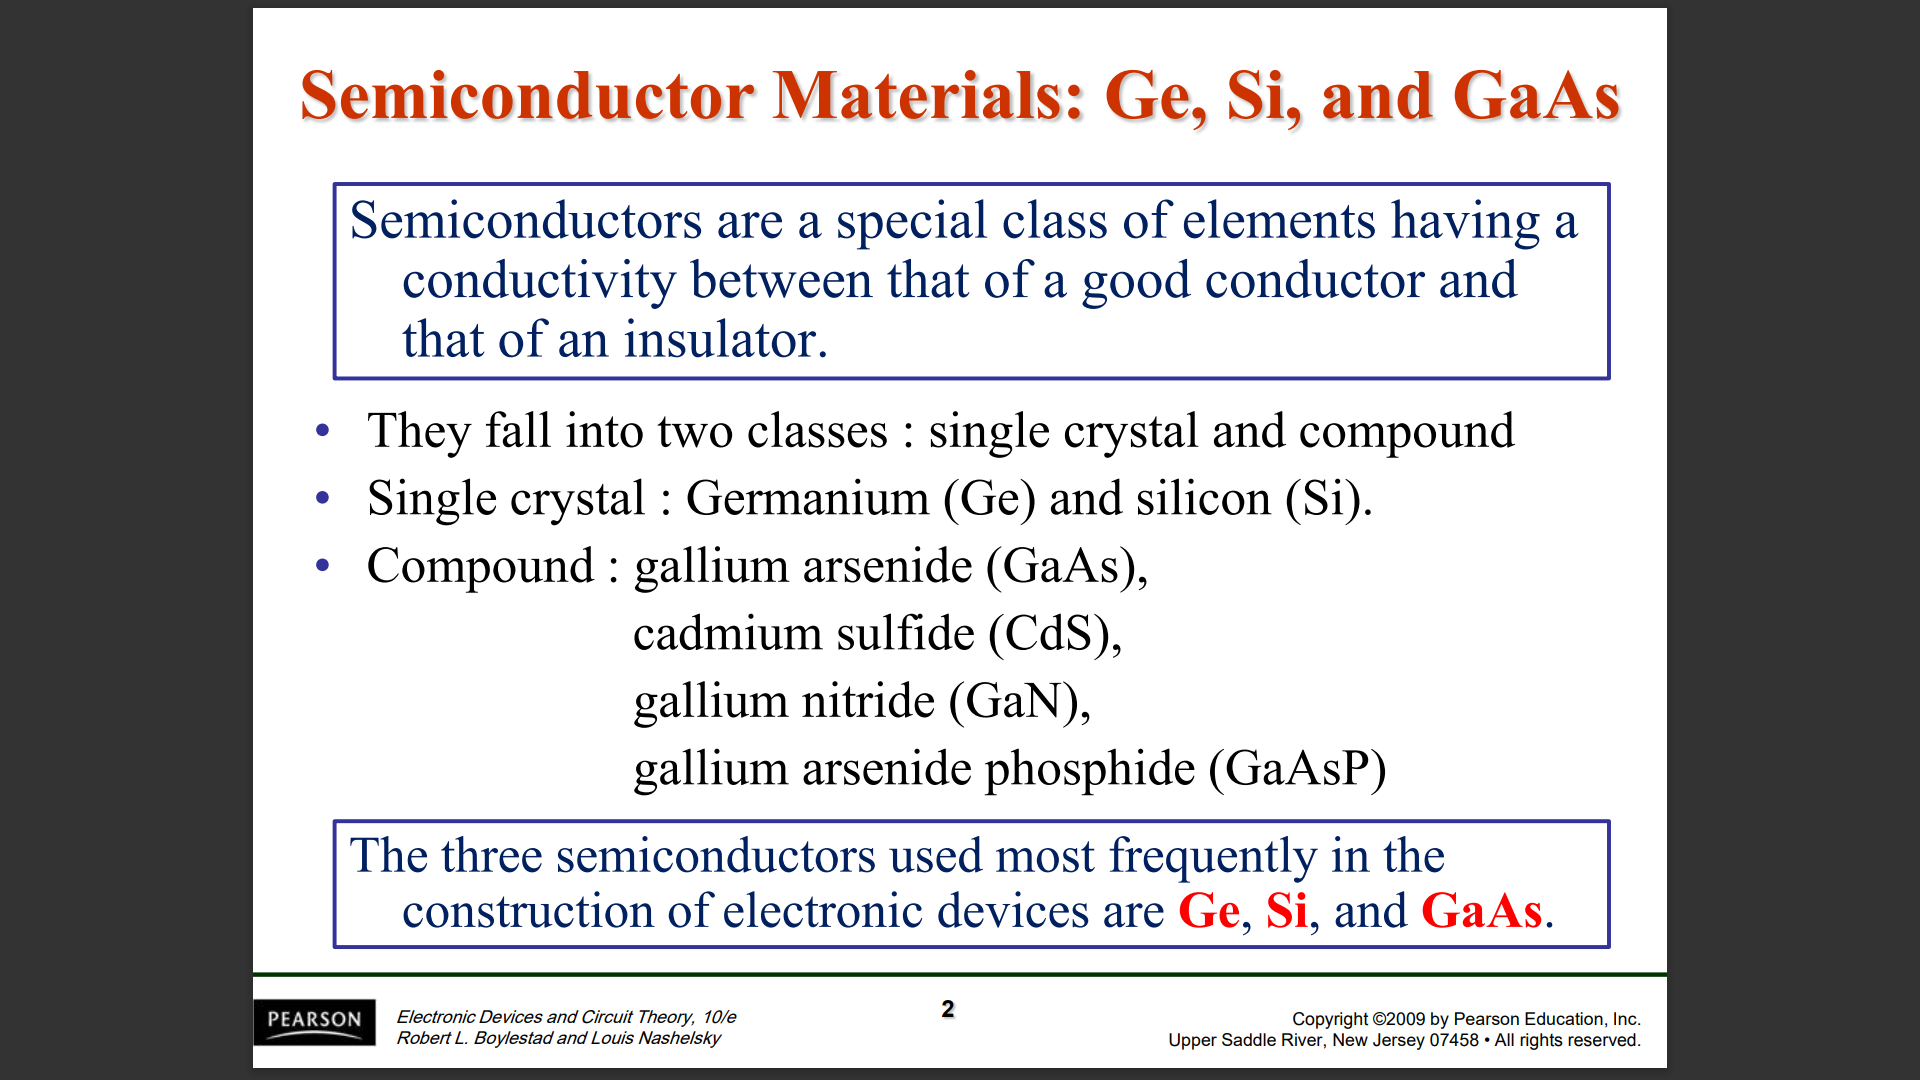 Semiconductor Materials: Ge, Si, and GaAs
Semiconductors are a special class of elements having a
conductivity between that of a good conductor and
that of an insulator.
• They fall into two classes : single crystal and compound
• Single crystal : Germanium (Ge) and silicon (Si).
• Compound : gallium arsenide (GaAs),
cadmium sulfide (CdS),
gallium nitride (GaN),
gallium arsenide phosphide (GaAsP)
The three semiconductors used most frequently in the
construction of electronic devices are Ge, Si, and GaAs.
PEARSON
Electronic Devices and Circuit Theory, 10/e
Robert L. Boylestad and Louis Nashelsky
2
Copyright ©2009 by Pearson Education, Inc.
Upper Saddle River, New Jersey 07458 • All rights reserved.